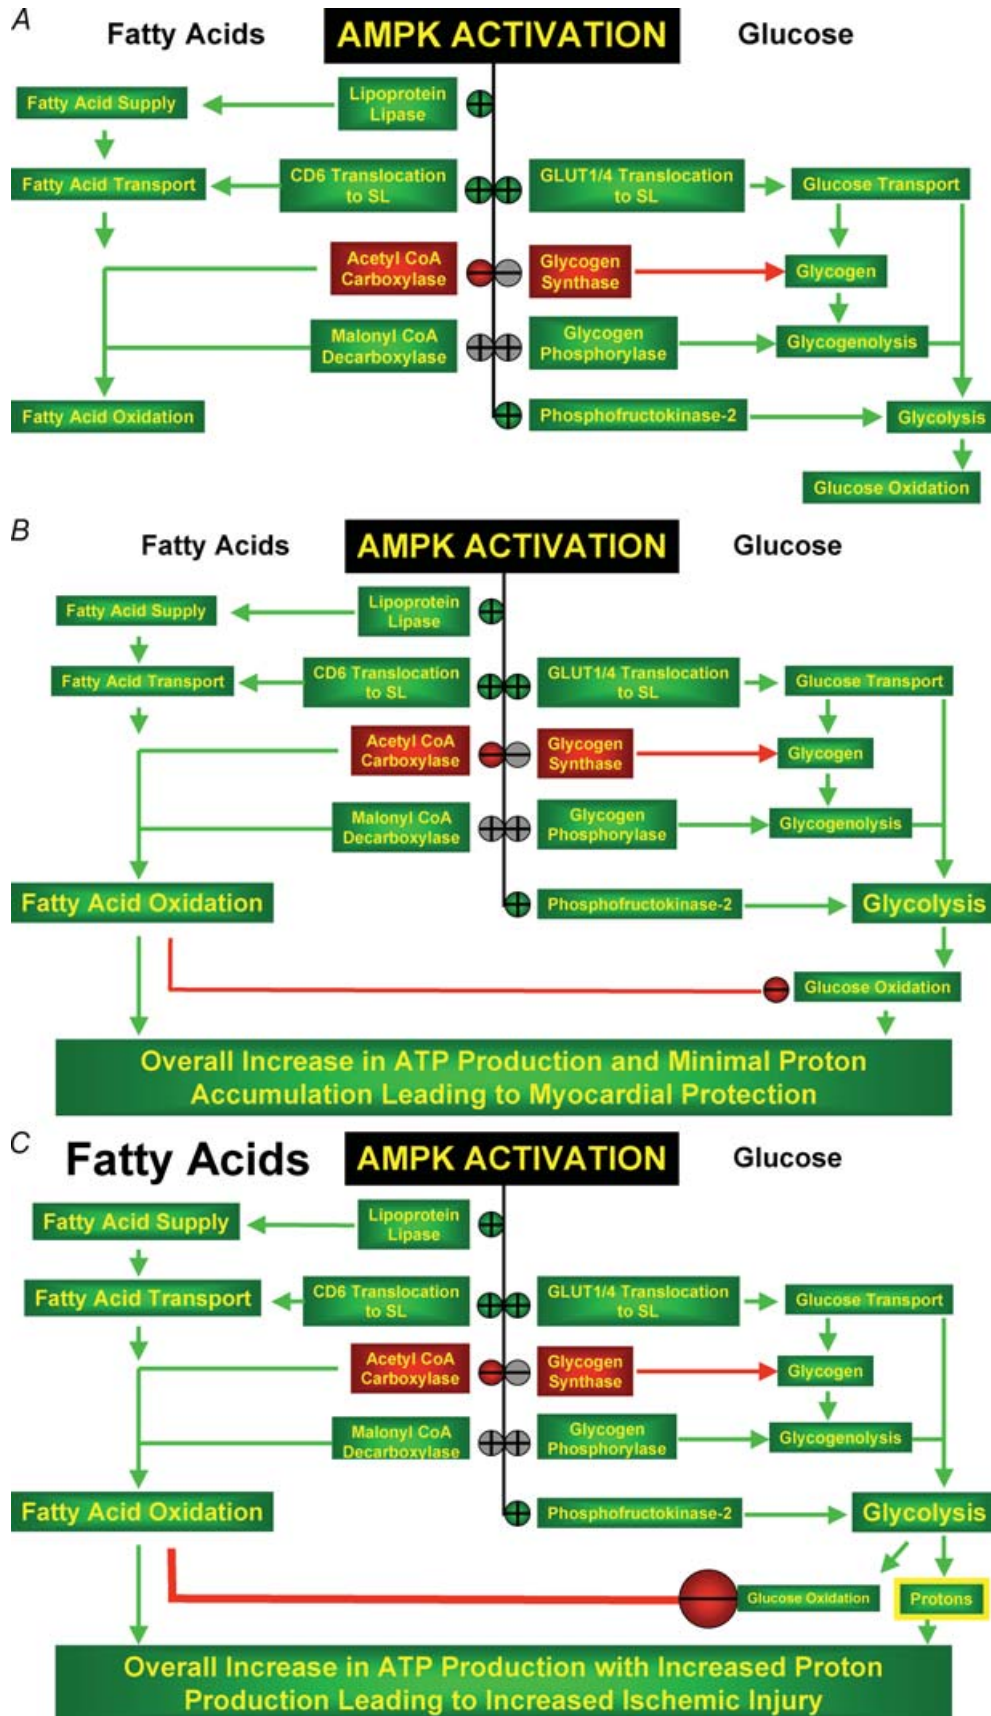 A
Fatty Acids
AMPK ACTIVATION
Glucose
Fatty Acid Supply
Lipoprotein
Lipase
Fatty Acid Transport
CD6 Translocation
to SL
GLUT1/4 Translocation
to SL
Glucose Transport
Acetyl CoA
Carboxylase
Glycogen
Synthase
Glycogen
Malonyl CoA
Decarboxylase
Glycogen
Phosphorylase
Glycogenolysis
Fatty Acid Oxidation
Phosphofructokinase-2
Glycolysis
Glucose Oxidation
B
Fatty Acids
AMPK ACTIVATION
Glucose
Fatty Acid Supply
Lipoprotein
Lipase
Fatty Acid Transport
CD6 Translocation
to SL
GLUT1/4 Translocation
to SL
Glucose Transport
Acetyl CoA
Carboxylase
Glycogen
Synthase
Glycogen
Malonyl CoA
Decarboxylase
Glycogen
Phosphorylase
Glycogenolysis
Fatty Acid Oxidation
Phosphofructokinase-2
Glycolysis
Glucose Oxidation
Overall Increase in ATP Production and Minimal Proton
Accumulation Leading to Myocardial Protection
C
Fatty Acids
AMPK ACTIVATION
Glucose
Fatty Acid Supply
Lipoprotein
Lipase
Fatty Acid Transport
CD6 Translocation
to SL
GLUT1/4 Translocation
to SL
Glucose Transport
Acetyl CoA
Carboxylase
Glycogen
Synthase
Glycogen
Malonyl CoA
Decarboxylase
Glycogen
Phosphorylase
Glycogenolysis
Fatty Acid Oxidation
Phosphofructokinase-2
Glycolysis
Glucose Oxidation
Protons
Overall Increase in ATP Production with Increased Proton
Production Leading to Increased Ischemic Injury